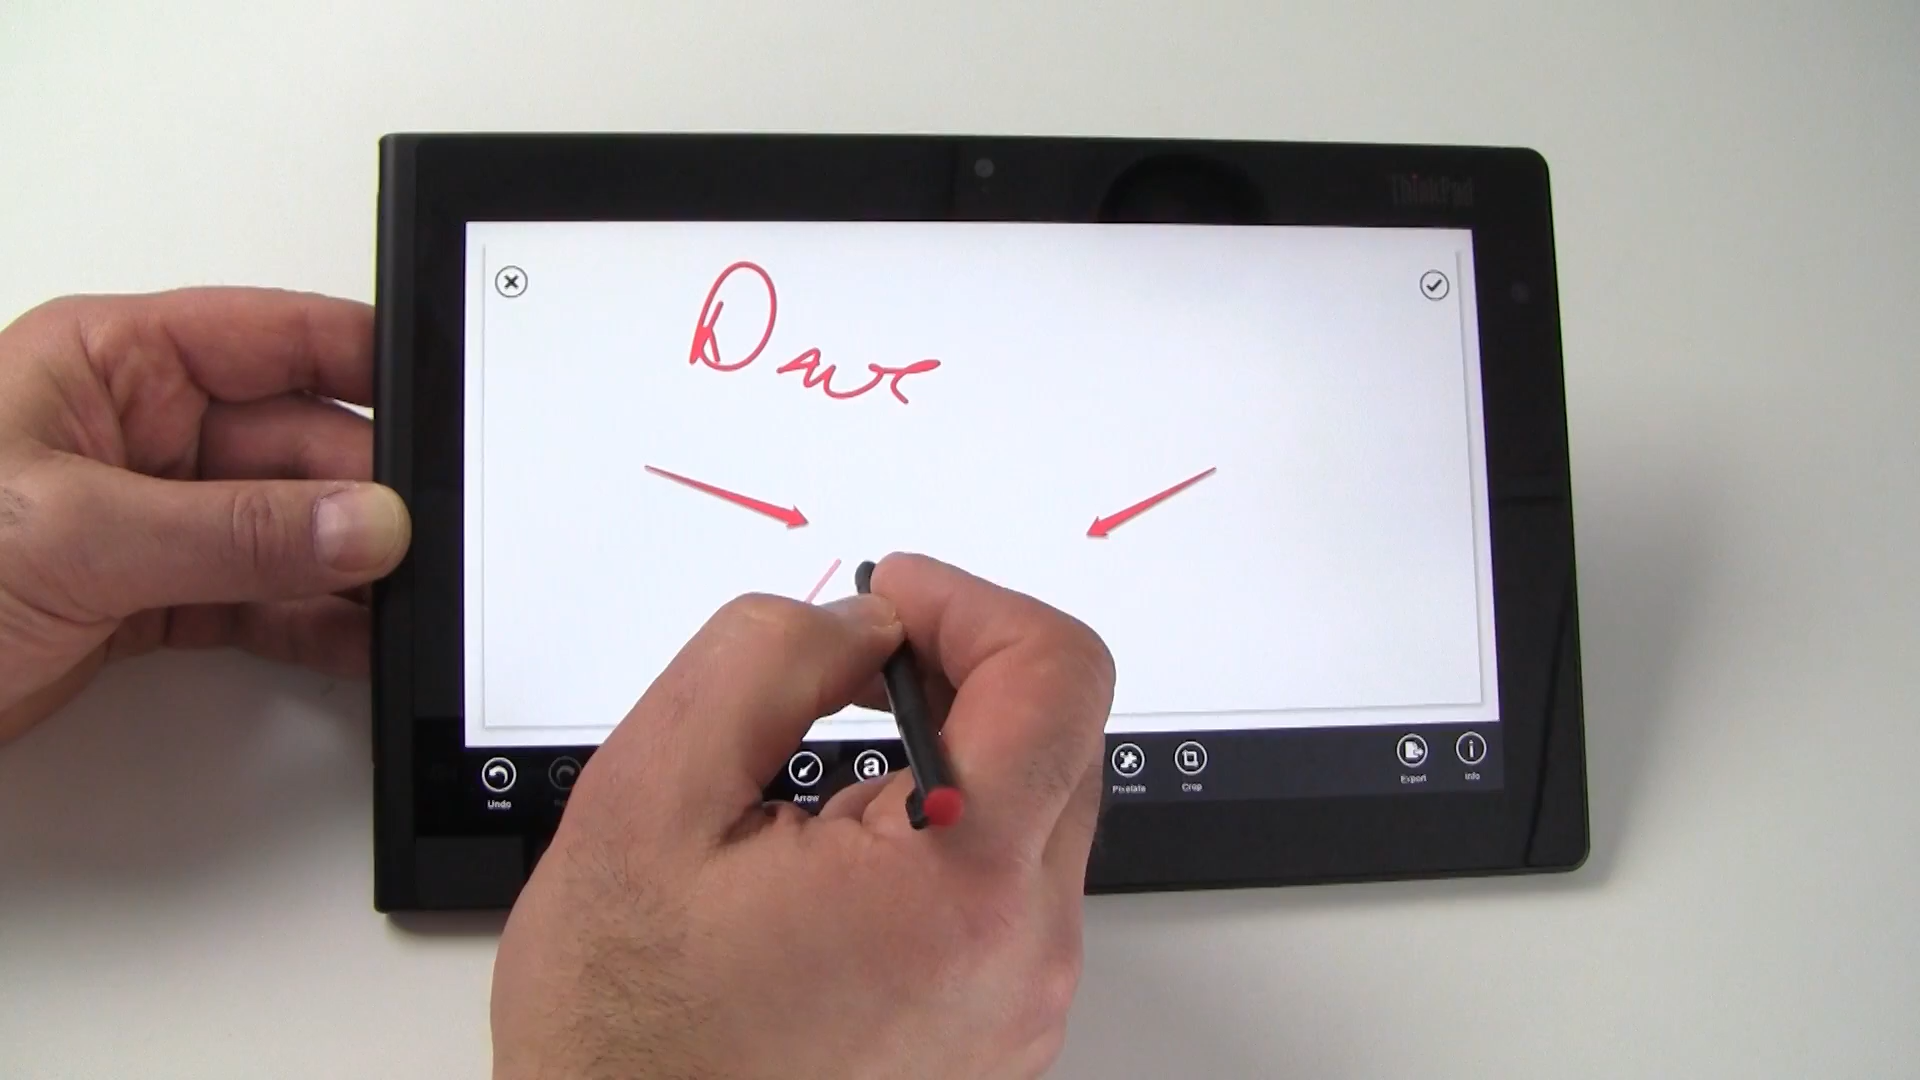 ThinkPad
Dave
Undo
Arrow
a
Pixelate
Crop
Export
Info